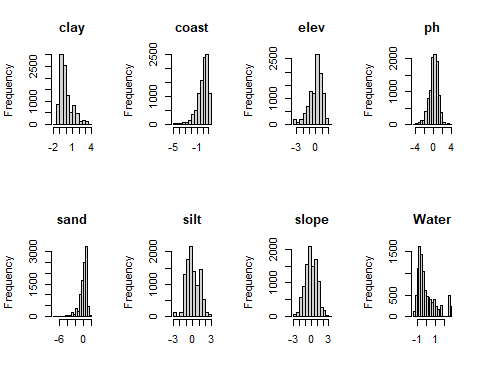 clay
Frequency
0 1000 2500
-2 1 4
coast
Frequency
0 1000 2500
-5 -1
elev
Frequency
0 1000 2500
-3 0
ph
Frequency
0 1000 2000
-4 0 4
sand
Frequency
0 1000 3000
-6 0
silt
Frequency
0 1000 2000
-3 0 3
slope
Frequency
0 1000 2000
-3 0 3
Water
Frequency
0 500 1500
-1 1